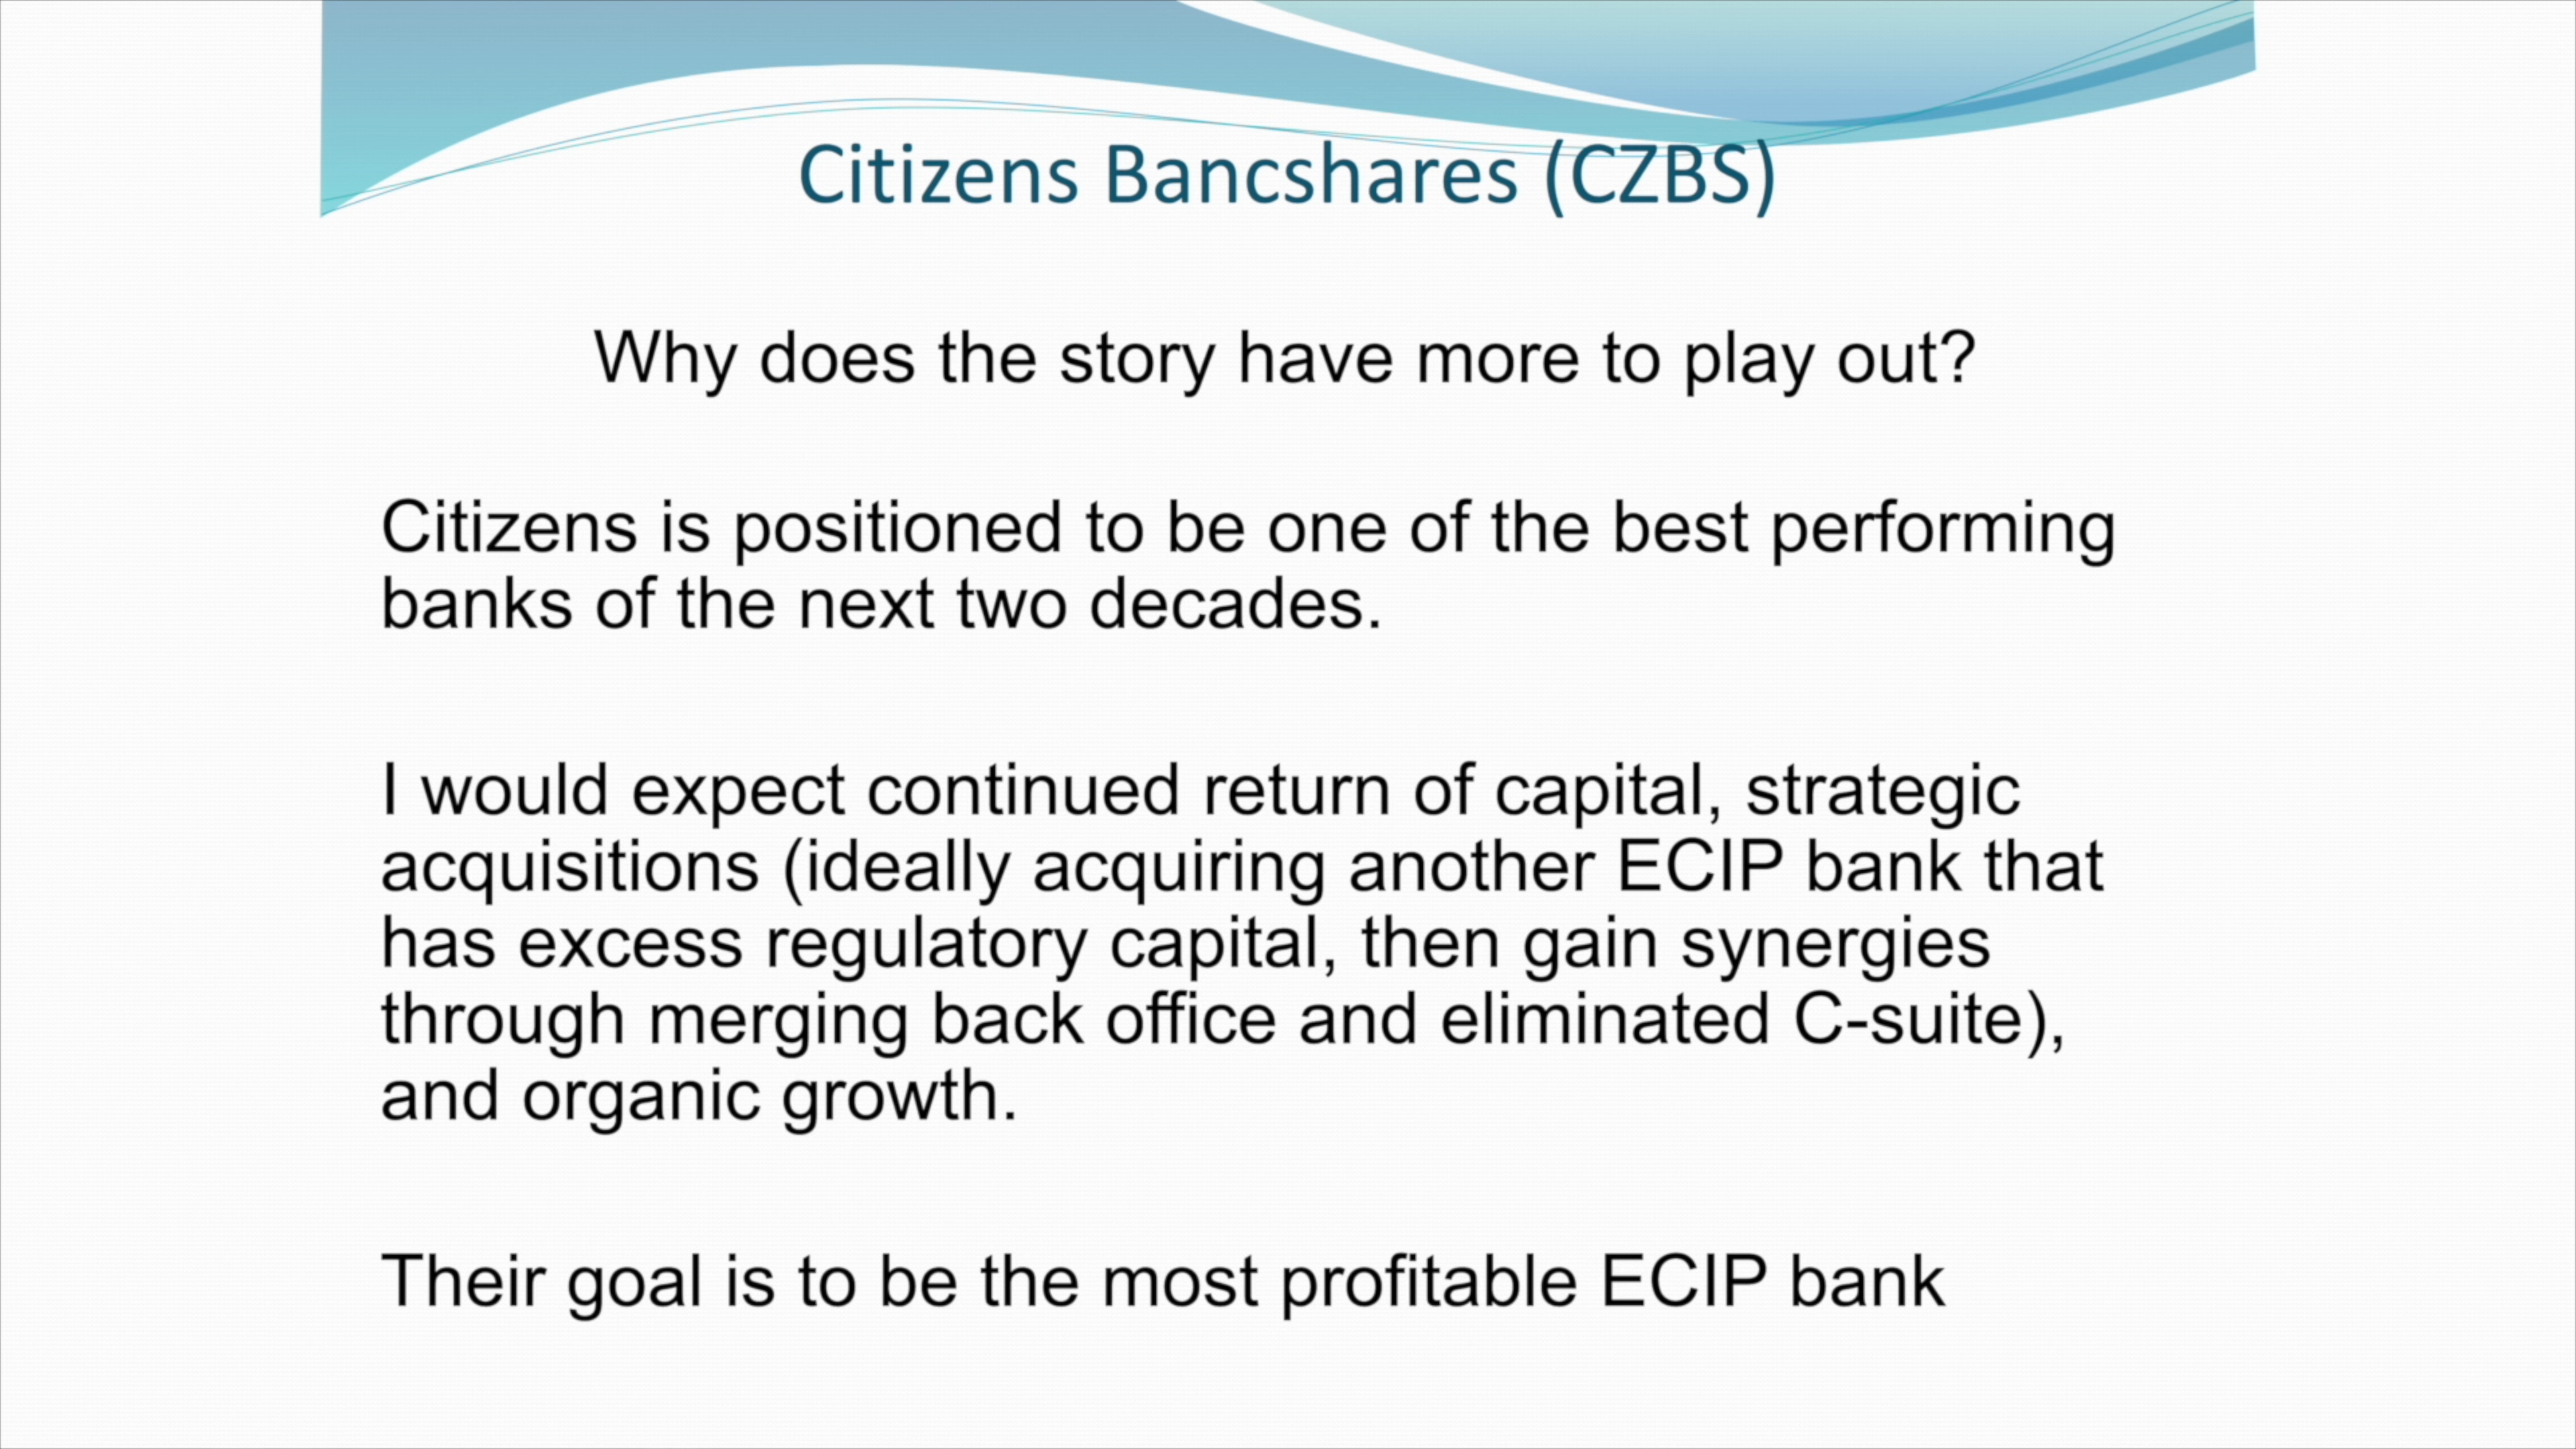 Citizens Bancshares (CZBS)
Why does the story have more to play out?
Citizens is positioned to be one of the best performing
banks of the next two decades.
I would expect continued return of capital, strategic
acquisitions (ideally acquiring another ECIP bank that
has excess regulatory capital, then gain synergies
through merging back office and eliminated C-suite),
and organic growth.
Their goal is to be the most profitable ECIP bank